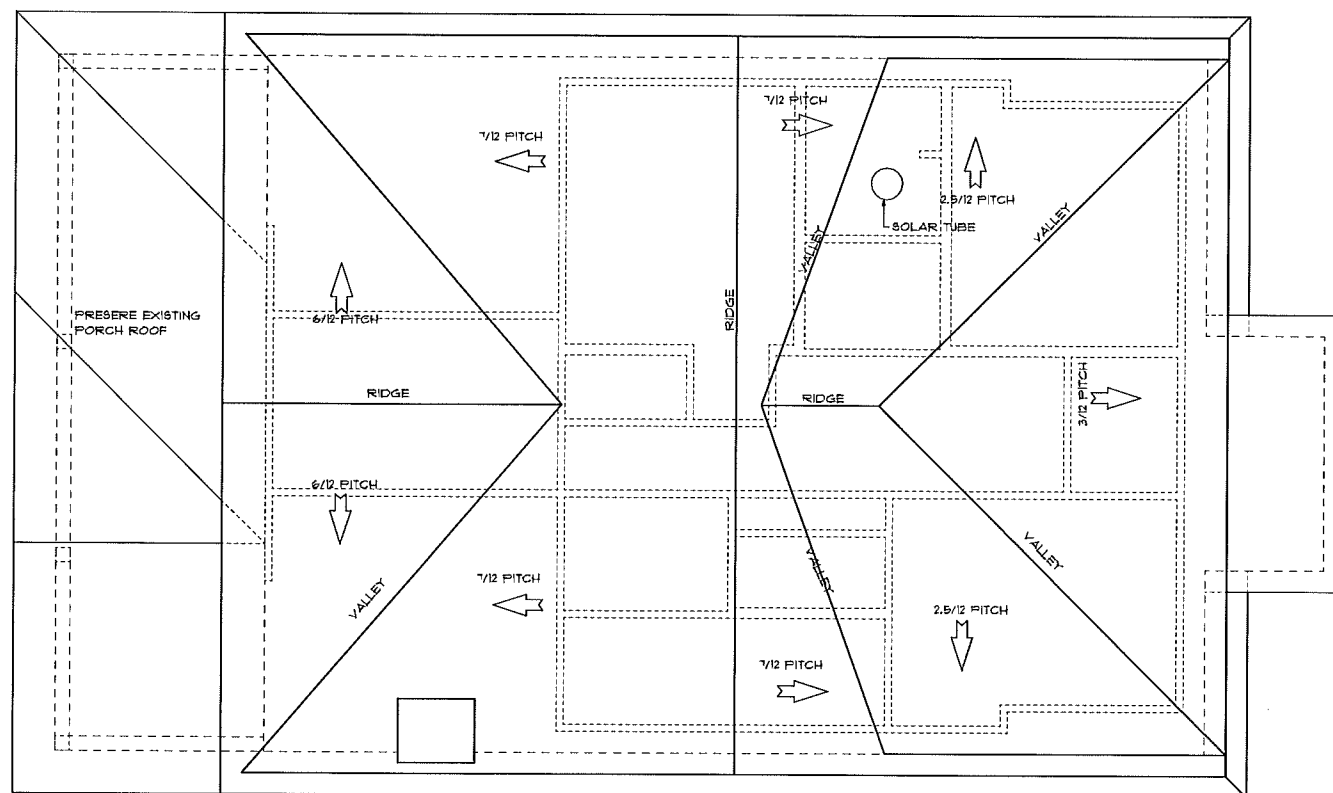 7/12 PITCH
7/12 PITCH
2.5/12 PITCH
SOLAR TUBE
VALLEY
VALLEY
RIDGE
PRESERE EXISTING
PORCH ROOF
6/12 PITCH
RIDGE
RIDGE
3/12 PITCH
6/12 PITCH
VALLEY
7/12 PITCH
VALLEY
VALLEY
2.5/12 PITCH
7/12 PITCH